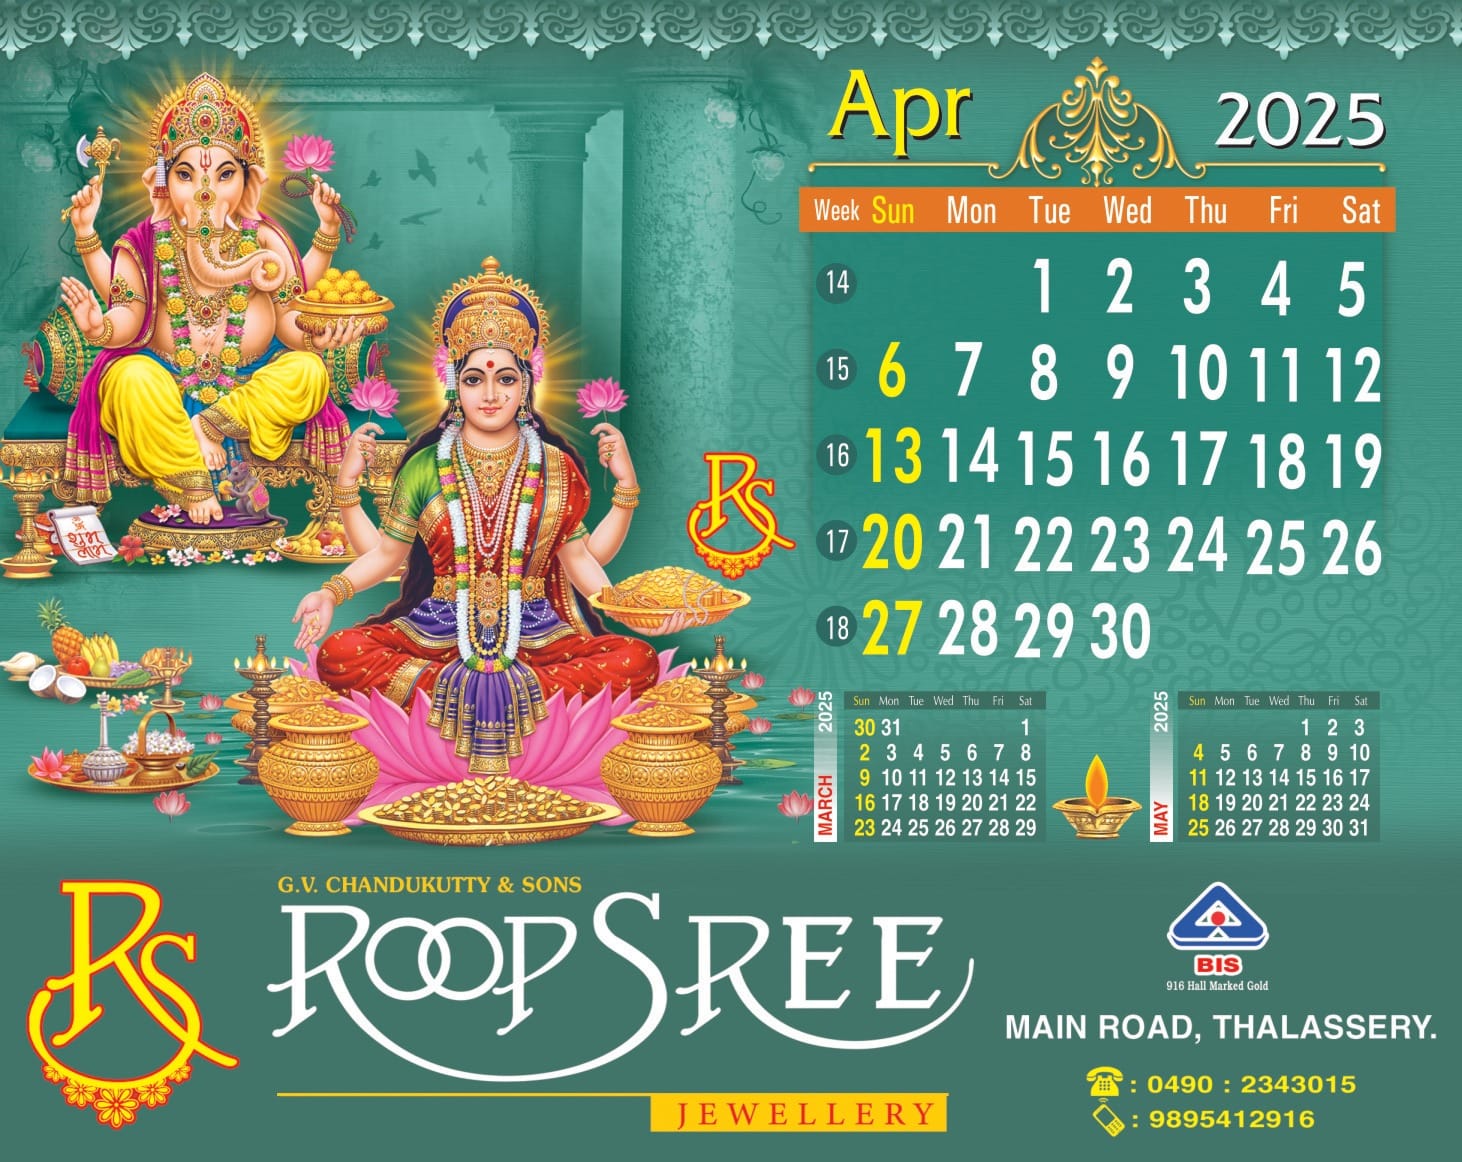 Apr 2025
Week Sun Mon Tue Wed Thu Fri Sat
14 1 2 3 4 5
15 6 7 8 9 10 11 12
16 13 14 15 16 17 18 19
17 20 21 22 23 24 25 26
18 27 28 29 30
RS
शुभ
लाभ
MARCH 2025
Sun Mon Tue Wed Thu Fri Sat
30 31 1
2 3 4 5 6 7 8
9 10 11 12 13 14 15
16 17 18 19 20 21 22
23 24 25 26 27 28 29
MAY 2025
Sun Mon Tue Wed Thu Fri Sat
1 2 3
4 5 6 7 8 9 10
11 12 13 14 15 16 17
18 19 20 21 22 23 24
25 26 27 28 29 30 31
RS
G.V. CHANDUKUTTY & SONS
ROOPSREE
JEWELLERY
BIS
916 Hall Marked Gold
MAIN ROAD, THALASSERY.
: 0490 : 2343015
: 9895412916